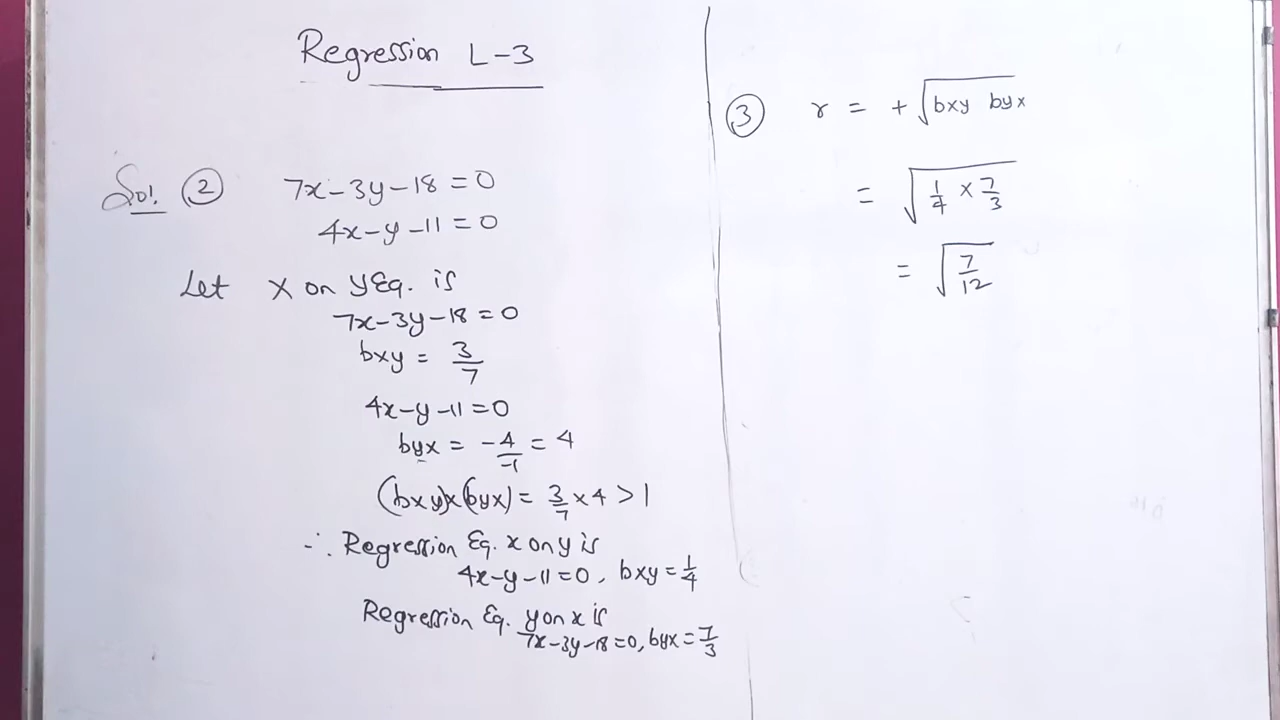 Regression L-3
Sol. ② 7x-3y-18=0
4x-y-11=0
Let x on y Eq. is
7x-3y-18=0
bxy = 3/7
4x-y-11=0
byx = -4/-1 = 4
(bxy)x(byx) = 3/7 x 4 > 1
∴ Regression Eq. x on y is
4x-y-11=0, bxy = 1/4
Regression Eq. y on x is
7x-3y-18=0, byx = 7/3
③ r = + √bxy byx
= √1/4 x 7/3
= √7/12